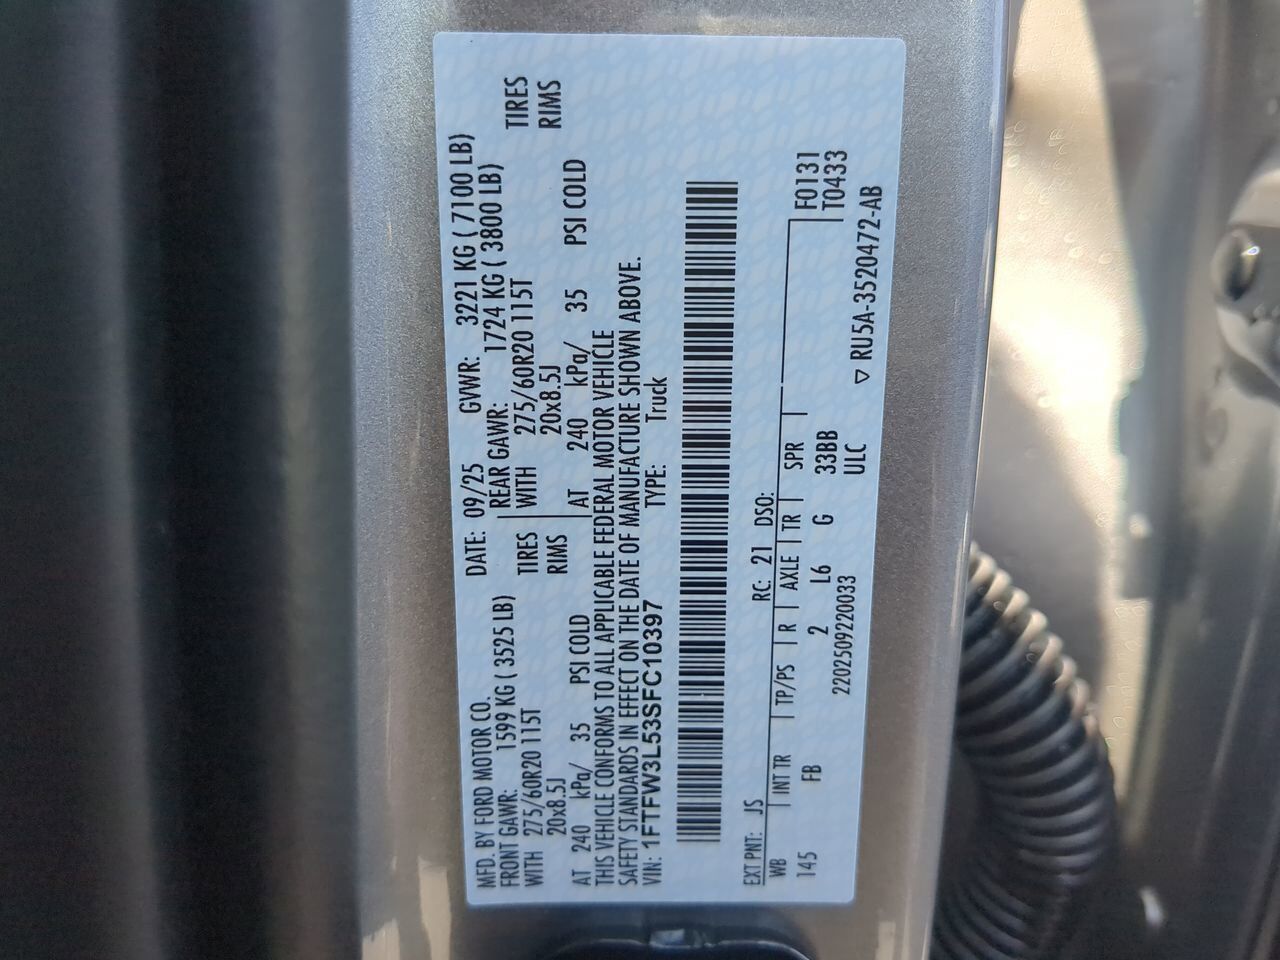 MFD. BY FORD MOTOR CO. DATE: 09/25 GVWR: 3221 KG ( 7100 LB)
FRONT GAWR: 1599 KG ( 3525 LB) REAR GAWR: 1724 KG ( 3800 LB)
WITH 275/60R20 115T TIRES WITH 275/60R20 115T TIRES
20x8.5J RIMS 20x8.5J RIMS
AT 240 kPa/ 35 PSI COLD AT 240 kPa/ 35 PSI COLD
THIS VEHICLE CONFORMS TO ALL APPLICABLE FEDERAL MOTOR VEHICLE
SAFETY STANDARDS IN EFFECT ON THE DATE OF MANUFACTURE SHOWN ABOVE.
VIN: 1FTFW3L53SFC10397 TYPE: Truck
EXT PNT: JS RC: 21 DSO:
WB INT TR TP/PS R AXLE TR SPR F0131
145 FB 2 L6 G 33BB T0433
2202509220033 ULC ▽ RU5A-3520472-AB